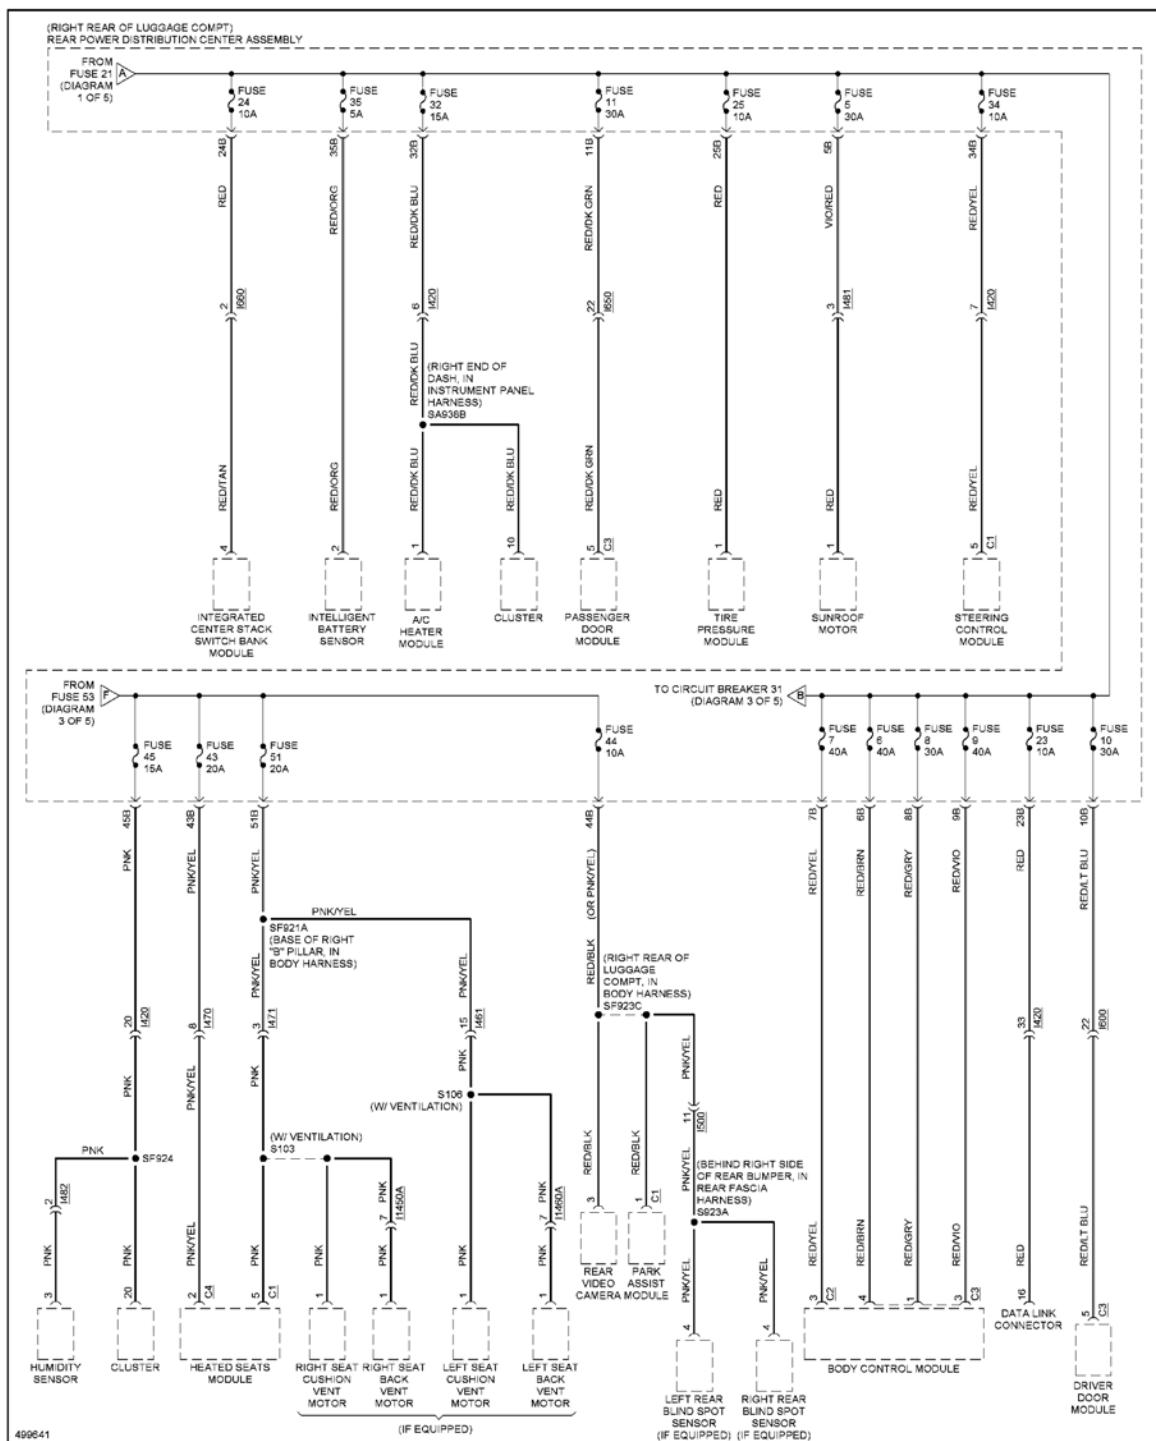 (RIGHT REAR OF LUGGAGE COMPT)
REAR POWER DISTRIBUTION CENTER ASSEMBLY
FROM
FUSE 21
(DIAGRAM
1 OF 5)
A
FUSE
24
10A
FUSE
35
5A
FUSE
32
15A
FUSE
11
30A
FUSE
25
10A
FUSE
5
30A
FUSE
34
10A
24B
35B
32B
11B
25B
5B
34B
RED
RED/ORG
RED/DK BLU
RED/DK GRN
RED
VIO/RED
RED/YEL
2
I660
6
I420
22
I650
3
I481
7
I420
RED/DK BLU
(RIGHT END OF
DASH, IN
INSTRUMENT PANEL
HARNESS)
SA936B
RED/TAN
RED/ORG
RED/DK BLU
RED/DK BLU
RED/DK GRN
RED
RED
RED/YEL
4
2
1
10
5
C3
1
1
5
C1
INTEGRATED
CENTER STACK
SWITCH BANK
MODULE
INTELLIGENT
BATTERY
SENSOR
A/C
HEATER
MODULE
CLUSTER
PASSENGER
DOOR
MODULE
TIRE
PRESSURE
MODULE
SUNROOF
MOTOR
STEERING
CONTROL
MODULE
FROM
FUSE 53
(DIAGRAM
3 OF 5)
F
TO CIRCUIT BREAKER 31
(DIAGRAM 3 OF 5)
B
FUSE
45
15A
FUSE
43
20A
FUSE
51
20A
FUSE
44
10A
FUSE
7
40A
FUSE
6
40A
FUSE
8
30A
FUSE
9
40A
FUSE
23
10A
FUSE
10
30A
45B
43B
51B
44B
7B
6B
8B
9B
23B
10B
PNK
PNK/YEL
PNK/YEL
(OR PNK/YEL)
RED/YEL
RED/BRN
RED/GRY
RED/VIO
RED
RED/LT BLU
PNK/YEL
SF921A
(BASE OF RIGHT
"B" PILLAR, IN
BODY HARNESS)
PNK/YEL
PNK/YEL
RED/BLK
(RIGHT REAR OF
LUGGAGE
COMPT, IN
BODY HARNESS)
SF923C
20
I420
8
I470
3
I471
15
I461
33
I420
22
I600
PNK
PNK/YEL
PNK
PNK
PNK/YEL
S106
(W/ VENTILATION)
11
I500
(W/ VENTILATION)
S103
PNK
SF924
RED/BLK
RED/BLK
PNK/YEL
(BEHIND RIGHT SIDE
OF REAR BUMPER, IN
REAR FASCIA
HARNESS)
S923A
2
I482
PNK
7
I1450A
PNK
7
I1460A
3
1
C1
PNK
PNK
PNK/YEL
PNK
PNK
PNK
PNK
PNK
PNK/YEL
PNK/YEL
RED/YEL
RED/BRN
RED/GRY
RED/VIO
RED
RED/LT BLU
REAR
VIDEO
CAMERA
PARK
ASSIST
MODULE
3
20
2
C4
5
C1
1
1
1
1
4
4
3
C2
4
1
3
C3
16
5
C3
HUMIDITY
SENSOR
CLUSTER
HEATED SEATS
MODULE
RIGHT SEAT
CUSHION
VENT
MOTOR
RIGHT SEAT
BACK
VENT
MOTOR
LEFT SEAT
CUSHION
VENT
MOTOR
LEFT SEAT
BACK
VENT
MOTOR
(IF EQUIPPED)
LEFT REAR
BLIND SPOT
SENSOR
(IF EQUIPPED)
RIGHT REAR
BLIND SPOT
SENSOR
(IF EQUIPPED)
BODY CONTROL MODULE
DATA LINK
CONNECTOR
DRIVER
DOOR
MODULE
499641